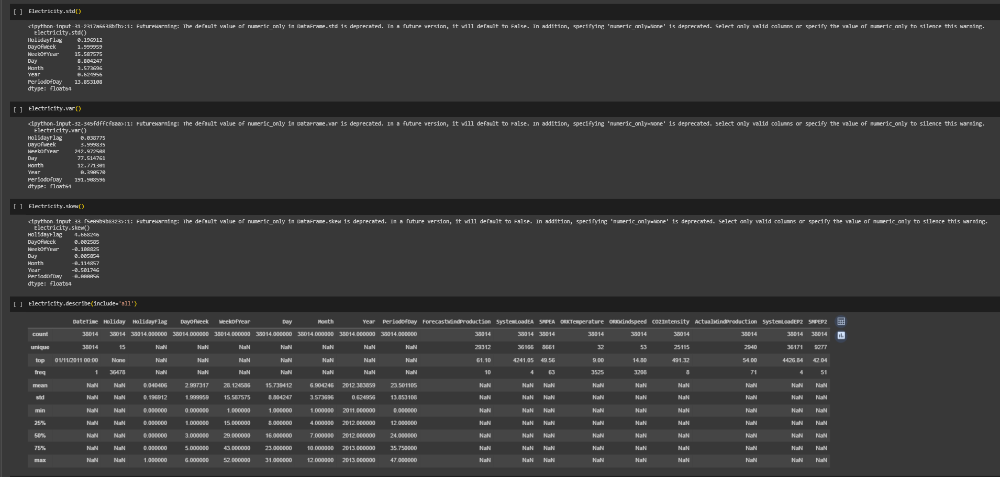 [ ] Electricity.std()
<ipython-input-31-2317a6638bfb>:1: FutureWarning: The default value of numeric_only in DataFrame.std is deprecated. In a future version, it will default to False. In addition, specifying 'numeric_only=None' is deprecated. Select only valid columns or specify the value of numeric_only to silence this warning.
Electricity.std()
HolidayFlag 0.196912
DayOfWeek 1.999959
WeekOfYear 15.587575
Day 8.804247
Month 3.573696
Year 0.624956
PeriodOfDay 13.853108
dtype: float64
[ ] Electricity.var()
<ipython-input-32-345fdffcf8aa>:1: FutureWarning: The default value of numeric_only in DataFrame.var is deprecated. In a future version, it will default to False. In addition, specifying 'numeric_only=None' is deprecated. Select only valid columns or specify the value of numeric_only to silence this warning.
Electricity.var()
HolidayFlag 0.038775
DayOfWeek 3.999835
WeekOfYear 242.972508
Day 77.514761
Month 12.771301
Year 0.390570
PeriodOfDay 191.908596
dtype: float64
[ ] Electricity.skew()
<ipython-input-33-f5e09b9b8323>:1: FutureWarning: The default value of numeric_only in DataFrame.skew is deprecated. In a future version, it will default to False. In addition, specifying 'numeric_only=None' is deprecated. Select only valid columns or specify the value of numeric_only to silence this warning.
Electricity.skew()
HolidayFlag 4.668246
DayOfWeek 0.002585
WeekOfYear -0.108825
Day 0.005854
Month -0.114857
Year -0.501746
PeriodOfDay -0.000056
dtype: float64
[ ] Electricity.describe(include='all')
DateTime Holiday HolidayFlag DayOfWeek WeekOfYear Day Month Year PeriodOfDay ForecastWindProduction SystemLoadEA SMPEA ORKTemperature ORKWindspeed CO2Intensity ActualWindProduction SystemLoadEP2 SMPEP2
count 38014 38014 38014.000000 38014.000000 38014.000000 38014.000000 38014.000000 38014.000000 38014.000000 38014 38014 38014 38014 38014 38014 38014 38014 38014
unique 38014 15 NaN NaN NaN NaN NaN NaN NaN 29312 36166 8661 32 53 25115 2940 36171 9277
top 01/11/2011 00:00 None NaN NaN NaN NaN NaN NaN NaN 61.10 4241.05 49.56 9.00 14.80 491.32 54.00 4426.84 42.04
freq 1 36478 NaN NaN NaN NaN NaN NaN NaN 10 4 63 3525 3208 8 71 4 51
mean NaN NaN 0.040406 2.997317 28.124586 15.739412 6.904246 2012.383859 23.501105 NaN NaN NaN NaN NaN NaN NaN NaN NaN
std NaN NaN 0.196912 1.999959 15.587575 8.804247 3.573696 0.624956 13.853108 NaN NaN NaN NaN NaN NaN NaN NaN NaN
min NaN NaN 0.000000 0.000000 1.000000 1.000000 1.000000 2011.000000 0.000000 NaN NaN NaN NaN NaN NaN NaN NaN NaN
25% NaN NaN 0.000000 1.000000 15.000000 8.000000 4.000000 2012.000000 12.000000 NaN NaN NaN NaN NaN NaN NaN NaN NaN
50% NaN NaN 0.000000 3.000000 29.000000 16.000000 7.000000 2012.000000 24.000000 NaN NaN NaN NaN NaN NaN NaN NaN NaN
75% NaN NaN 0.000000 5.000000 43.000000 23.000000 10.000000 2013.000000 35.750000 NaN NaN NaN NaN NaN NaN NaN NaN NaN
max NaN NaN 1.000000 6.000000 52.000000 31.000000 12.000000 2013.000000 47.000000 NaN NaN NaN NaN NaN NaN NaN NaN NaN